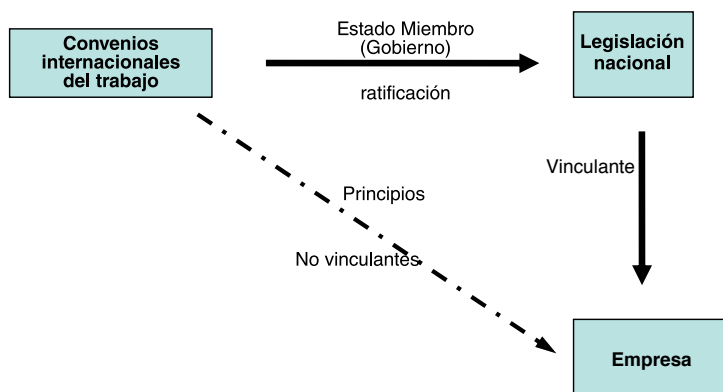 Convenios
internacionales
del trabajo
Estado Miembro
(Gobierno)
ratificación
Legislación
nacional
Vinculante
Principios
No vinculantes
Empresa